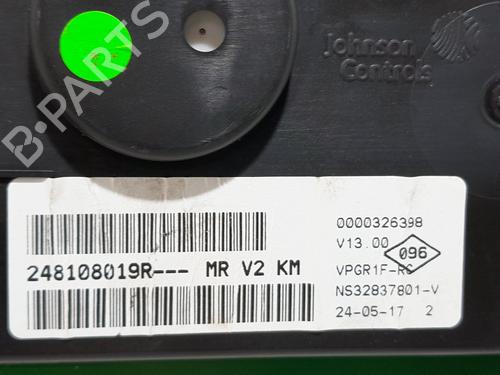 B-PARTS
Johnson
Controls
248108019R--- MR V2 KM
0000326398
V13.00
096
VPGR1F-RC
NS32837801-V
24-05-17 2